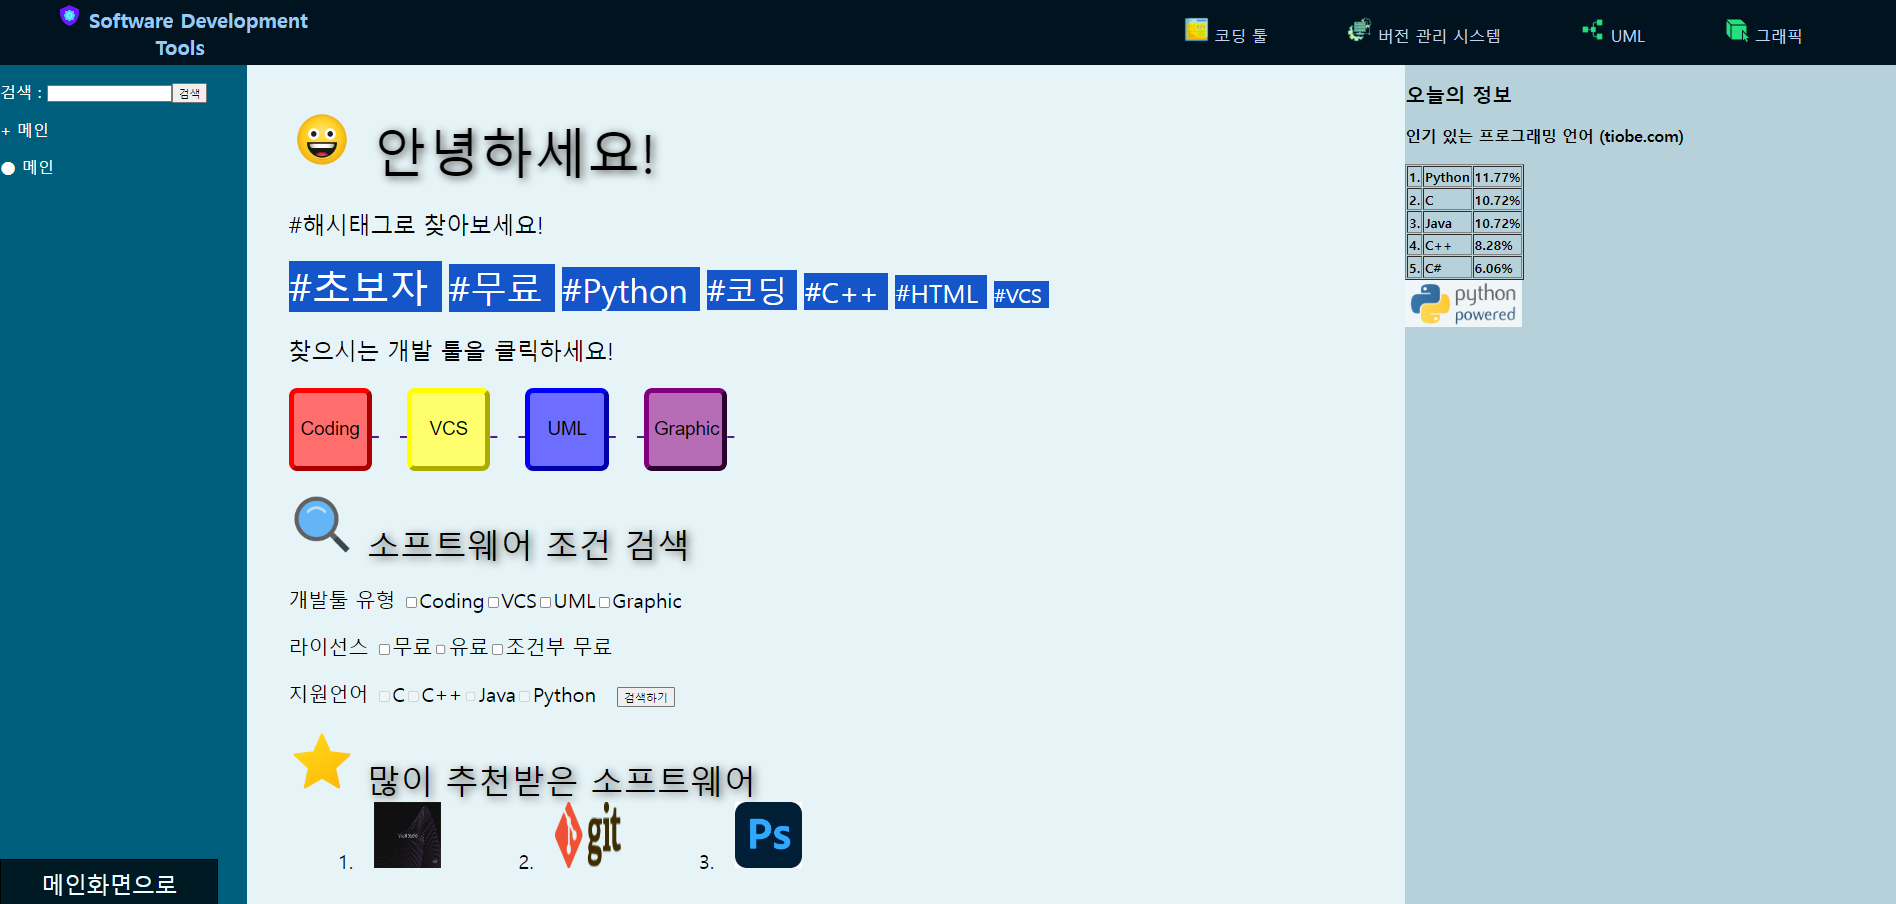 Software Development
Tools
코딩 툴
버전 관리 시스템
UML
그래픽
검색 :
검색
+ 메인
메인
메인화면으로
안녕하세요!
#해시태그로 찾아보세요!
#초보자 #무료 #Python #코딩 #C++ #HTML #VCS
찾으시는 개발 툴을 클릭하세요!
Coding VCS UML Graphic
소프트웨어 조건 검색
개발툴 유형 Coding VCS UML Graphic
라이선스 무료 유료 조건부 무료
지원언어 C C++ Java Python 검색하기
많이 추천받은 소프트웨어
1. 2. git 3. Ps
오늘의 정보
인기 있는 프로그래밍 언어 (tiobe.com)
1. Python 11.77%
2. C 10.72%
3. Java 10.72%
4. C++ 8.28%
5. C# 6.06%
python
powered